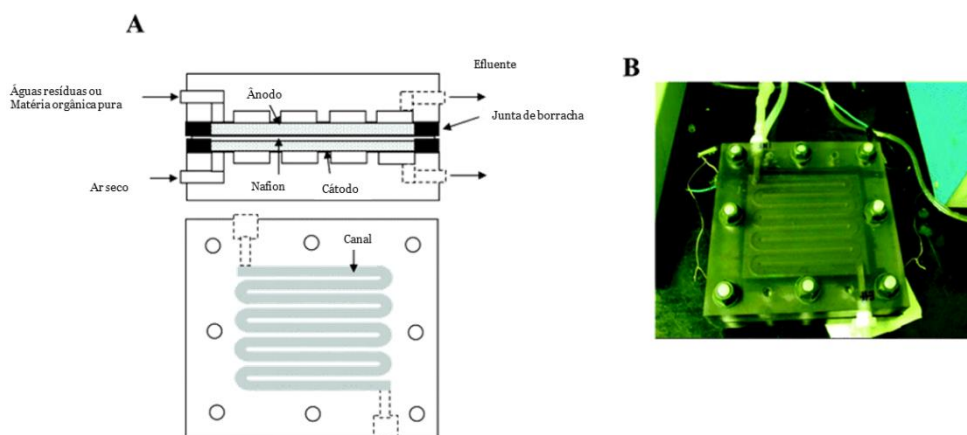 A
Águas resíduas ou
Matéria orgânica pura
Ânodo
Efluente
Junta de borracha
Ar seco
Nafion
Cátodo
Canal
B